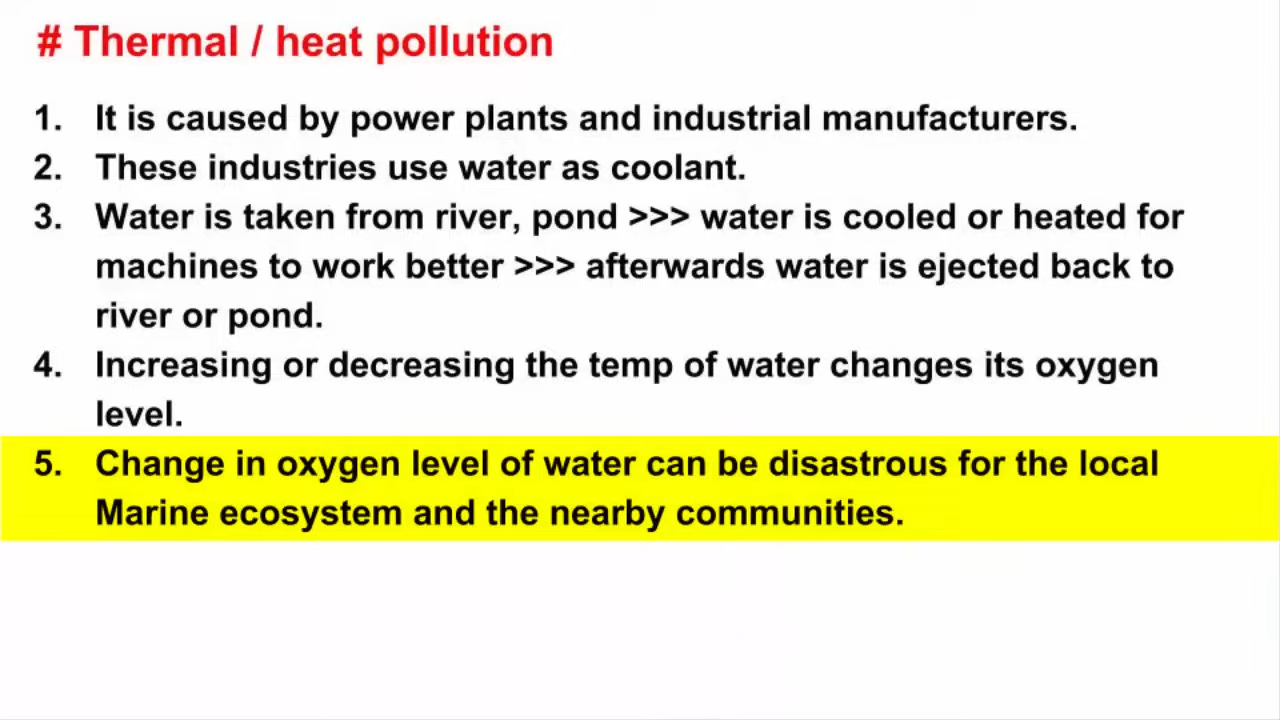 # Thermal / heat pollution
1. It is caused by power plants and industrial manufacturers.
2. These industries use water as coolant.
3. Water is taken from river, pond >>> water is cooled or heated for
machines to work better >>> afterwards water is ejected back to
river or pond.
4. Increasing or decreasing the temp of water changes its oxygen
level.
5. Change in oxygen level of water can be disastrous for the local
Marine ecosystem and the nearby communities.